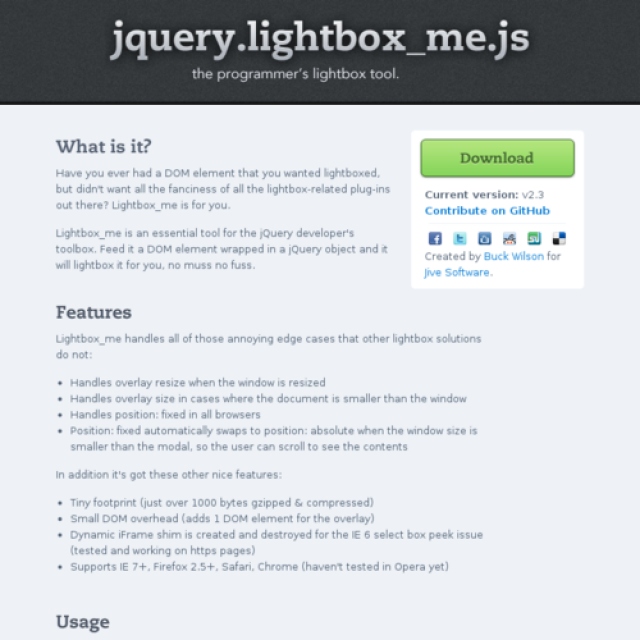 jquery.lightbox_me.js
the programmer's lightbox tool.
What is it?
Have you ever had a DOM element that you wanted lightboxed,
but didn't want all the fanciness of all the lightbox-related plug-ins
out there? Lightbox_me is for you.
Lightbox_me is an essential tool for the jQuery developer's
toolbox. Feed it a DOM element wrapped in a jQuery object and it
will lightbox it for you, no muss no fuss.
Download
Current version: v2.3
Contribute on GitHub
Created by Buck Wilson for
Jive Software.
Features
Lightbox_me handles all of those annoying edge cases that other lightbox solutions
do not:
• Handles overlay resize when the window is resized
• Handles overlay size in cases where the document is smaller than the window
• Handles position: fixed in all browsers
• Position: fixed automatically swaps to position: absolute when the window size is
smaller than the modal, so the user can scroll to see the contents
In addition it's got these other nice features:
• Tiny footprint (just over 1000 bytes gzipped & compressed)
• Small DOM overhead (adds 1 DOM element for the overlay)
• Dynamic iFrame shim is created and destroyed for the IE 6 select box peek issue
(tested and working on https pages)
• Supports IE 7+, Firefox 2.5+, Safari, Chrome (haven't tested in Opera yet)
Usage